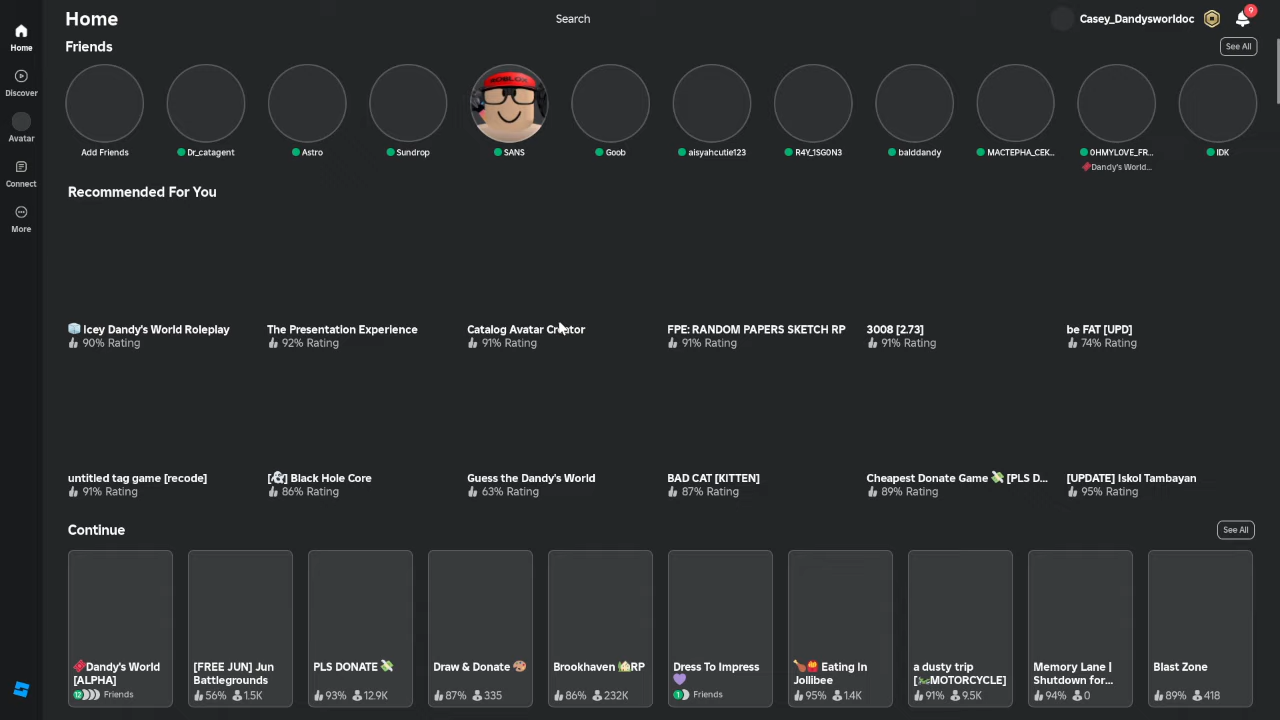 Home
Search
Casey_Dandysworldoc
9
Home
Discover
Avatar
Connect
More
Friends
See All
ROBLOX
Add Friends
Dr_catagent
Astro
Sundrop
SANS
Goob
aisyahcutie123
R4Y_1SG0N3
balddandy
MACTEPHA_CEK...
0HMYL0VE_FR...
IDK
Dandy's World...
Recommended For You
Icey Dandy's World Roleplay
90% Rating
The Presentation Experience
92% Rating
Catalog Avatar Creator
91% Rating
FPE: RANDOM PAPERS SKETCH RP
91% Rating
3008 [2.73]
91% Rating
be FAT [UPD]
74% Rating
untitled tag game [recode]
91% Rating
Black Hole Core
86% Rating
Guess the Dandy's World
63% Rating
BAD CAT [KITTEN]
87% Rating
Cheapest Donate Game 💸 [PLS D...
89% Rating
[UPDATE] Iskol Tambayan
95% Rating
Continue
See All
Dandy's World
[ALPHA]
12 Friends
[FREE JUN] Jun
Battlegrounds
56% 1.5K
PLS DONATE 💸
93% 12.9K
Draw & Donate 🎨
87% 335
Brookhaven 🏡RP
86% 232K
Dress To Impress
💜
1 Friends
🍗🍟 Eating In
Jollibee
95% 1.4K
a dusty trip
[🏍️MOTORCYCLE]
91% 9.5K
Memory Lane |
Shutdown for...
94% 0
Blast Zone
89% 418